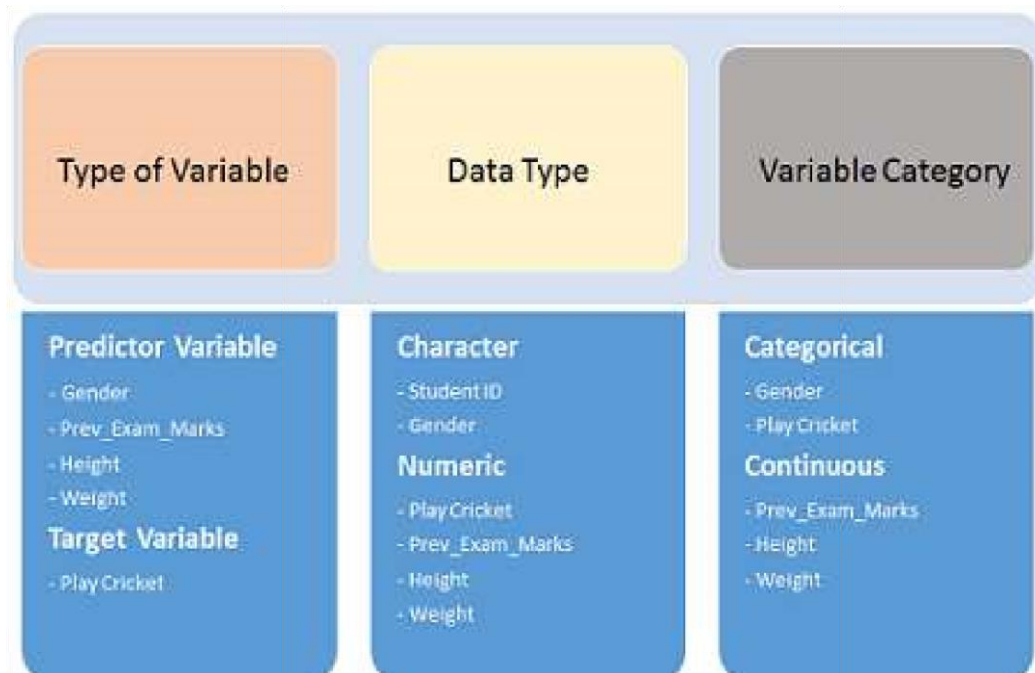 Type of Variable
Data Type
Variable Category
Predictor Variable
- Gender
- Prev_Exam_Marks
- Height
- Weight
Target Variable
- Play Cricket
Character
- Student ID
- Gender
Numeric
- Play Cricket
- Prev_Exam_Marks
- Height
- Weight
Categorical
- Gender
- Play Cricket
Continuous
- Prev_Exam_Marks
- Height
- Weight